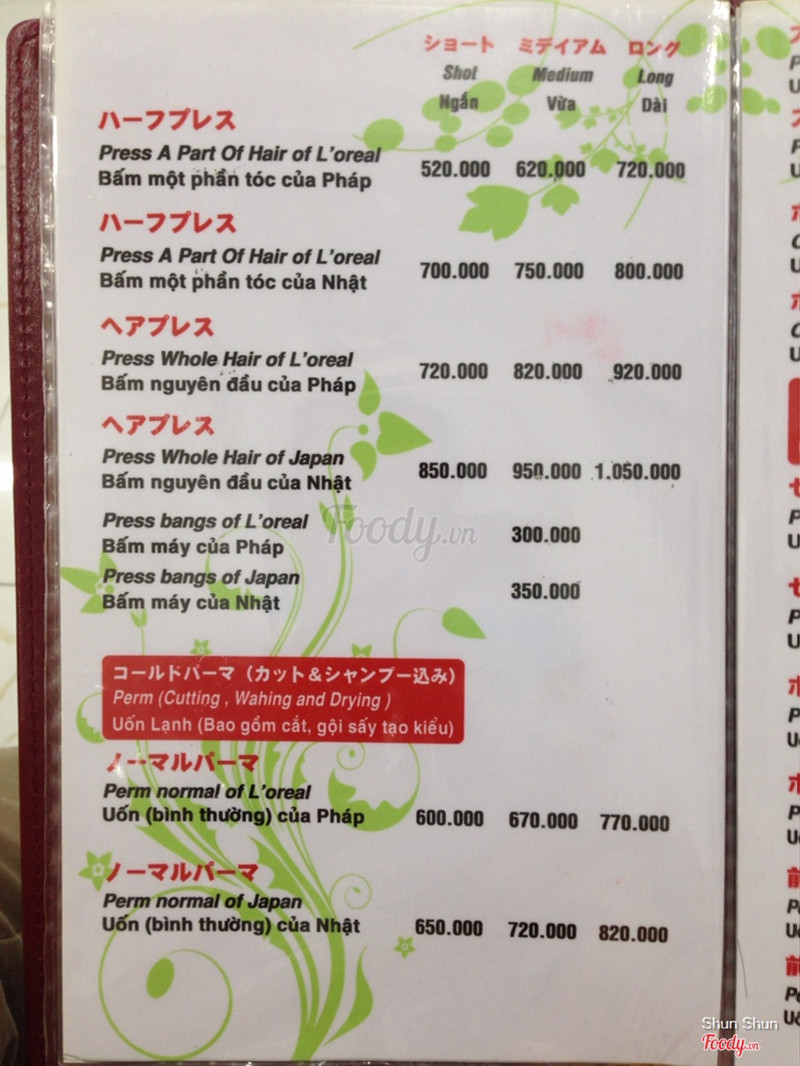 ショート ミディアム ロング
Shot Medium Long
Ngắn Vừa Dài
ハーフプレス
Press A Part Of Hair of L'oreal
Bấm một phần tóc của Pháp
520.000 620.000 720.000
ハーフプレス
Press A Part Of Hair of L'oreal
Bấm một phần tóc của Nhật
700.000 750.000 800.000
ヘアプレス
Press Whole Hair of L'oreal
Bấm nguyên đầu của Pháp
720.000 820.000 920.000
ヘアプレス
Press Whole Hair of Japan
Bấm nguyên đầu của Nhật
850.000 950.000 1.050.000
Press bangs of L'oreal
Bấm máy của Pháp
300.000
Press bangs of Japan
Bấm máy của Nhật
350.000
Foody.vn
コールドパーマ（カット＆シャンプー込み）
Perm (Cutting , Wahing and Drying )
Uốn Lạnh (Bao gồm cắt, gội sấy tạo kiểu)
ノーマルパーマ
Perm normal of L'oreal
Uốn (bình thường) của Pháp
600.000 670.000 770.000
ノーマルパーマ
Perm normal of Japan
Uốn (bình thường) của Nhật
650.000 720.000 820.000
Shun Shun
Foody.vn